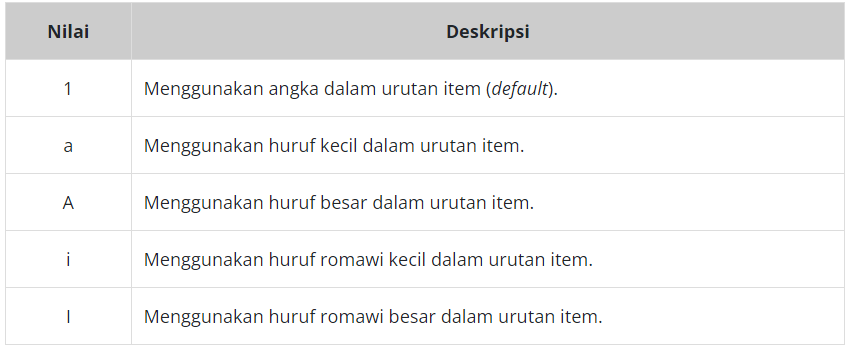 Nilai Deskripsi
1 Menggunakan angka dalam urutan item (default).
a Menggunakan huruf kecil dalam urutan item.
A Menggunakan huruf besar dalam urutan item.
i Menggunakan huruf romawi kecil dalam urutan item.
I Menggunakan huruf romawi besar dalam urutan item.